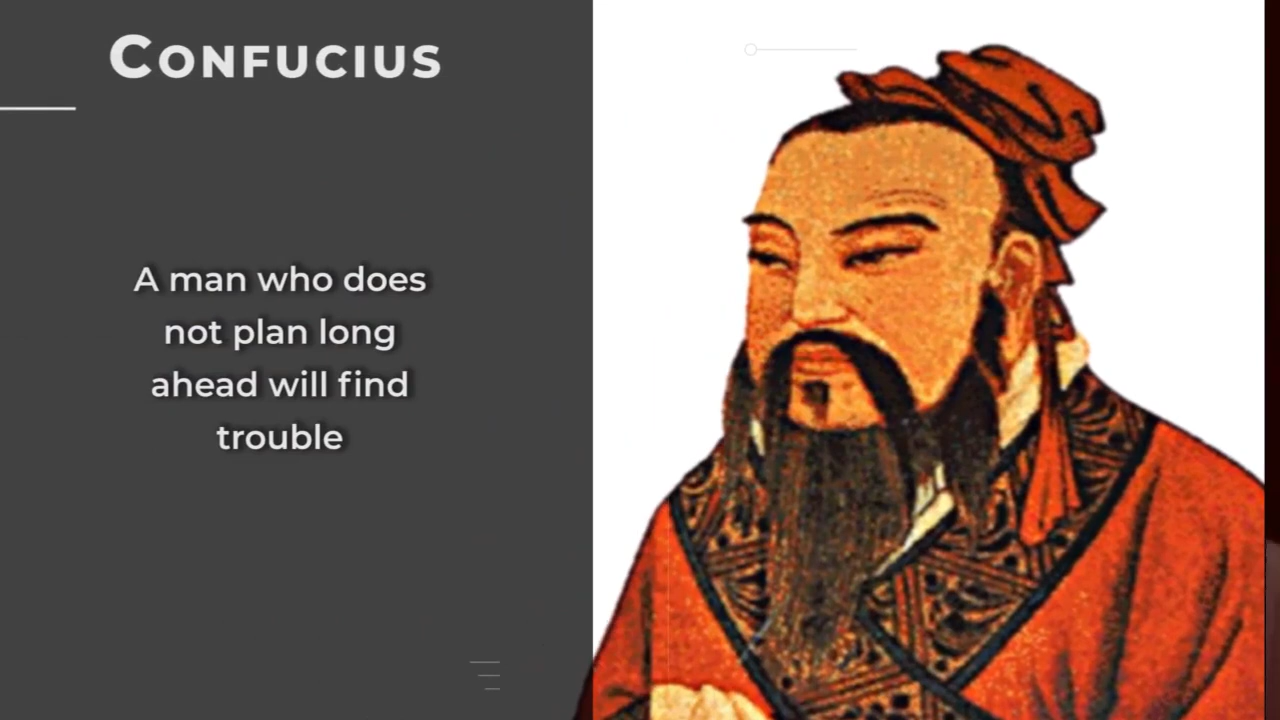 Confucius
A man who does
not plan long
ahead will find
trouble